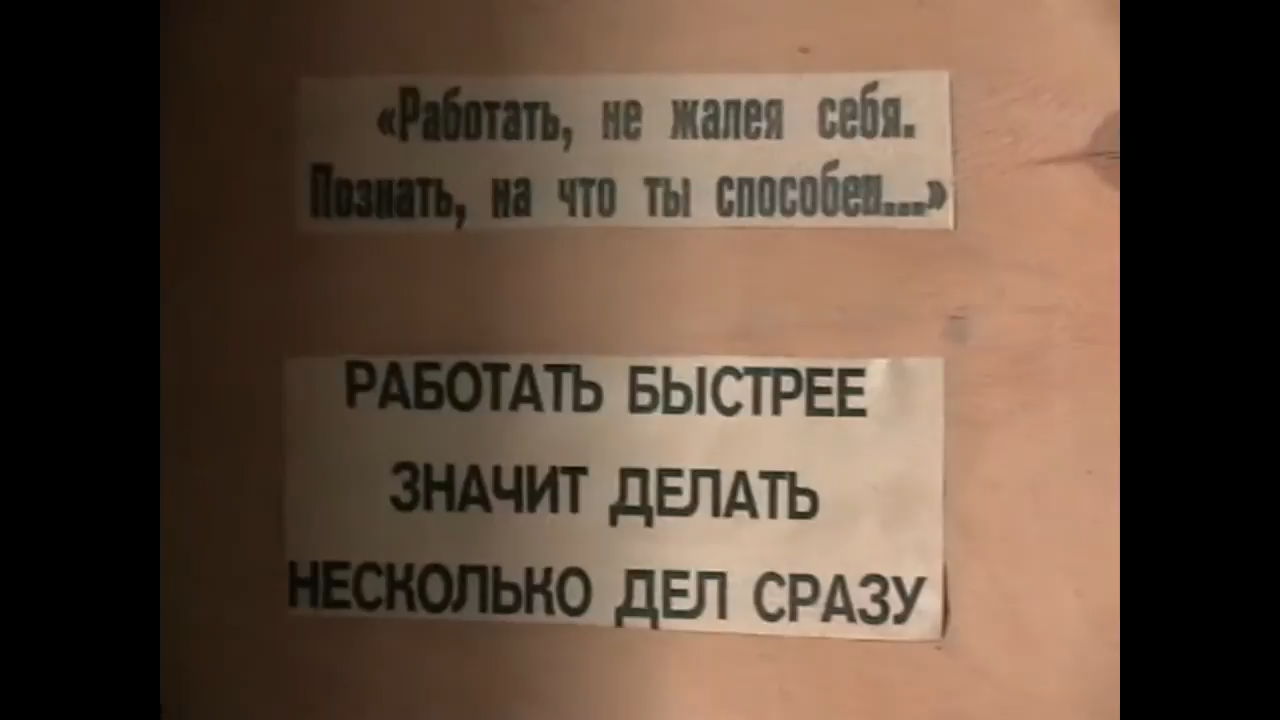 «Работать, не жалея себя.
Познать, на что ты способен...»
РАБОТАТЬ БЫСТРЕЕ
ЗНАЧИТ ДЕЛАТЬ
НЕСКОЛЬКО ДЕЛ СРАЗУ